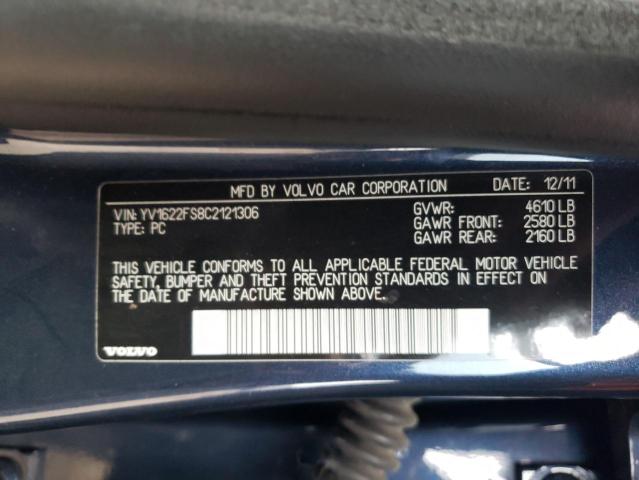 MFD BY VOLVO CAR CORPORATION DATE: 12/11
VIN: YV1622FS8C2121306 GVWR: 4610 LB
TYPE: PC GAWR FRONT: 2580 LB
GAWR REAR: 2160 LB
THIS VEHICLE CONFORMS TO ALL APPLICABLE FEDERAL MOTOR VEHICLE
SAFETY, BUMPER AND THEFT PREVENTION STANDARDS IN EFFECT ON
THE DATE OF MANUFACTURE SHOWN ABOVE.
VOLVO